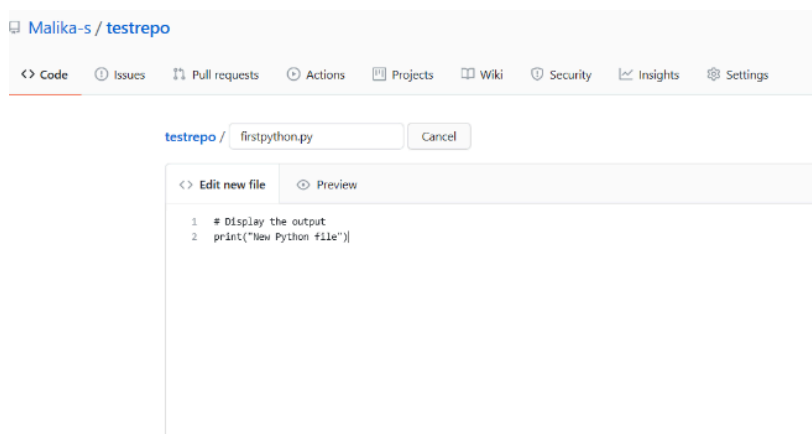 Malika-s / testrepo
<> Code Issues Pull requests Actions Projects Wiki Security Insights Settings
testrepo / firstpython.py Cancel
<> Edit new file Preview
1 # Display the output
2 print("New Python file")